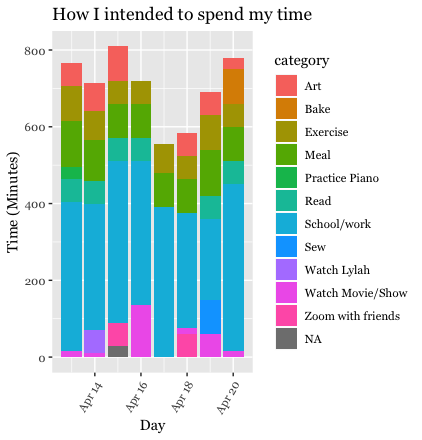 How I intended to spend my time
Time (Minutes)
800
600
400
200
0
Apr 14
Apr 16
Apr 18
Apr 20
Day
category
Art
Bake
Exercise
Meal
Practice Piano
Read
School/work
Sew
Watch Lylah
Watch Movie/Show
Zoom with friends
NA